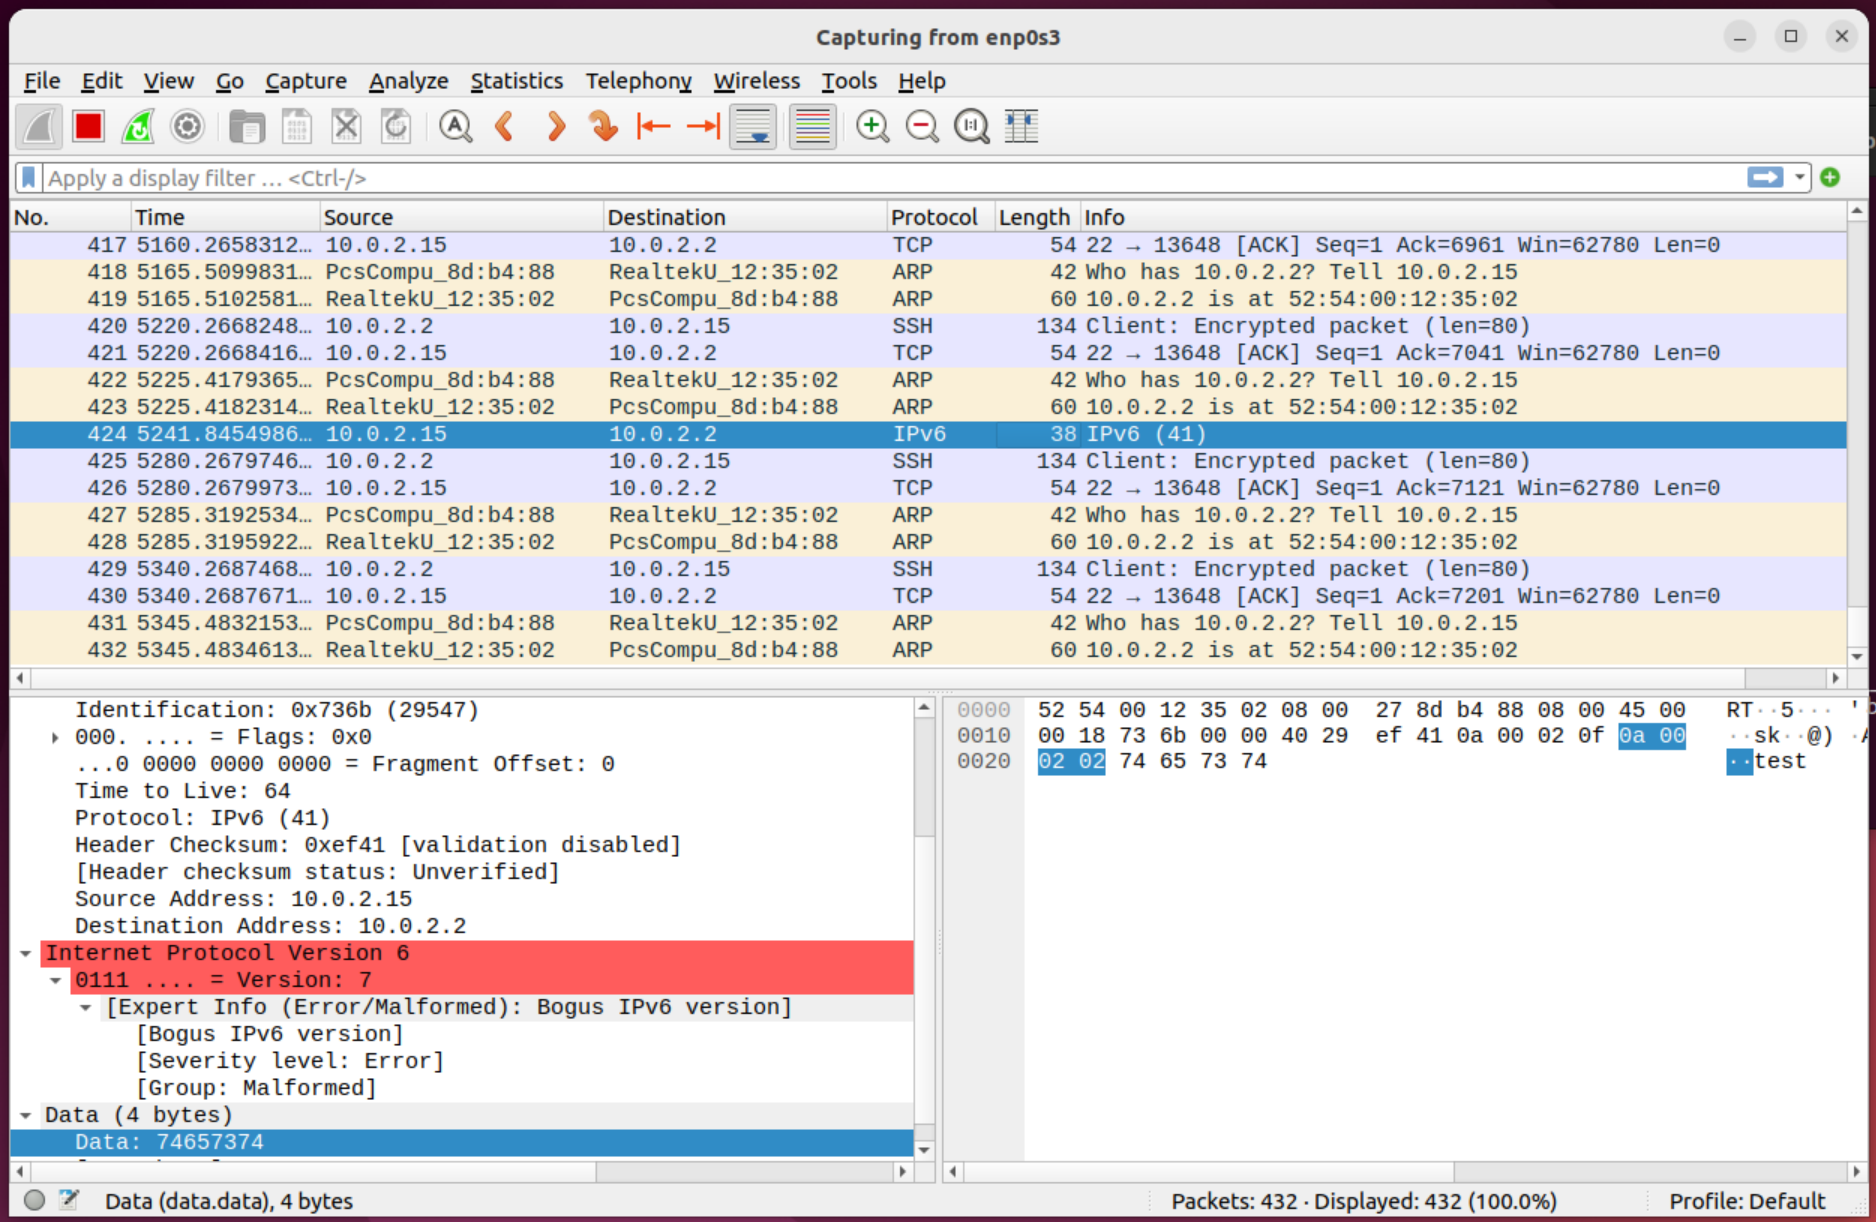 Capturing from enp0s3
File Edit View Go Capture Analyze Statistics Telephony Wireless Tools Help
Apply a display filter … <Ctrl-/>
No. Time Source Destination Protocol Length Info
417 5160.2658312… 10.0.2.15 10.0.2.2 TCP 54 22 → 13648 [ACK] Seq=1 Ack=6961 Win=62780 Len=0
418 5165.5099831… PcsCompu_8d:b4:88 RealtekU_12:35:02 ARP 42 Who has 10.0.2.2? Tell 10.0.2.15
419 5165.5102581… RealtekU_12:35:02 PcsCompu_8d:b4:88 ARP 60 10.0.2.2 is at 52:54:00:12:35:02
420 5220.2668248… 10.0.2.2 10.0.2.15 SSH 134 Client: Encrypted packet (len=80)
421 5220.2668416… 10.0.2.15 10.0.2.2 TCP 54 22 → 13648 [ACK] Seq=1 Ack=7041 Win=62780 Len=0
422 5225.4179365… PcsCompu_8d:b4:88 RealtekU_12:35:02 ARP 42 Who has 10.0.2.2? Tell 10.0.2.15
423 5225.4182314… RealtekU_12:35:02 PcsCompu_8d:b4:88 ARP 60 10.0.2.2 is at 52:54:00:12:35:02
424 5241.8454986… 10.0.2.15 10.0.2.2 IPv6 38 IPv6 (41)
425 5280.2679746… 10.0.2.2 10.0.2.15 SSH 134 Client: Encrypted packet (len=80)
426 5280.2679973… 10.0.2.15 10.0.2.2 TCP 54 22 → 13648 [ACK] Seq=1 Ack=7121 Win=62780 Len=0
427 5285.3192534… PcsCompu_8d:b4:88 RealtekU_12:35:02 ARP 42 Who has 10.0.2.2? Tell 10.0.2.15
428 5285.3195922… RealtekU_12:35:02 PcsCompu_8d:b4:88 ARP 60 10.0.2.2 is at 52:54:00:12:35:02
429 5340.2687468… 10.0.2.2 10.0.2.15 SSH 134 Client: Encrypted packet (len=80)
430 5340.2687671… 10.0.2.15 10.0.2.2 TCP 54 22 → 13648 [ACK] Seq=1 Ack=7201 Win=62780 Len=0
431 5345.4832153… PcsCompu_8d:b4:88 RealtekU_12:35:02 ARP 42 Who has 10.0.2.2? Tell 10.0.2.15
432 5345.4834613… RealtekU_12:35:02 PcsCompu_8d:b4:88 ARP 60 10.0.2.2 is at 52:54:00:12:35:02
Identification: 0x736b (29547)
000. .... = Flags: 0x0
...0 0000 0000 0000 = Fragment Offset: 0
Time to Live: 64
Protocol: IPv6 (41)
Header Checksum: 0xef41 [validation disabled]
[Header checksum status: Unverified]
Source Address: 10.0.2.15
Destination Address: 10.0.2.2
Internet Protocol Version 6
0111 .... = Version: 7
[Expert Info (Error/Malformed): Bogus IPv6 version]
[Bogus IPv6 version]
[Severity level: Error]
[Group: Malformed]
Data (4 bytes)
Data: 74657374
0000 52 54 00 12 35 02 08 00 27 8d b4 88 08 00 45 00 RT··5··· '
0010 00 18 73 6b 00 00 40 29 ef 41 0a 00 02 0f 0a 00 ··sk··@) ·A
0020 02 02 74 65 73 74 ··test
Data (data.data), 4 bytes
Packets: 432 · Displayed: 432 (100.0%)
Profile: Default